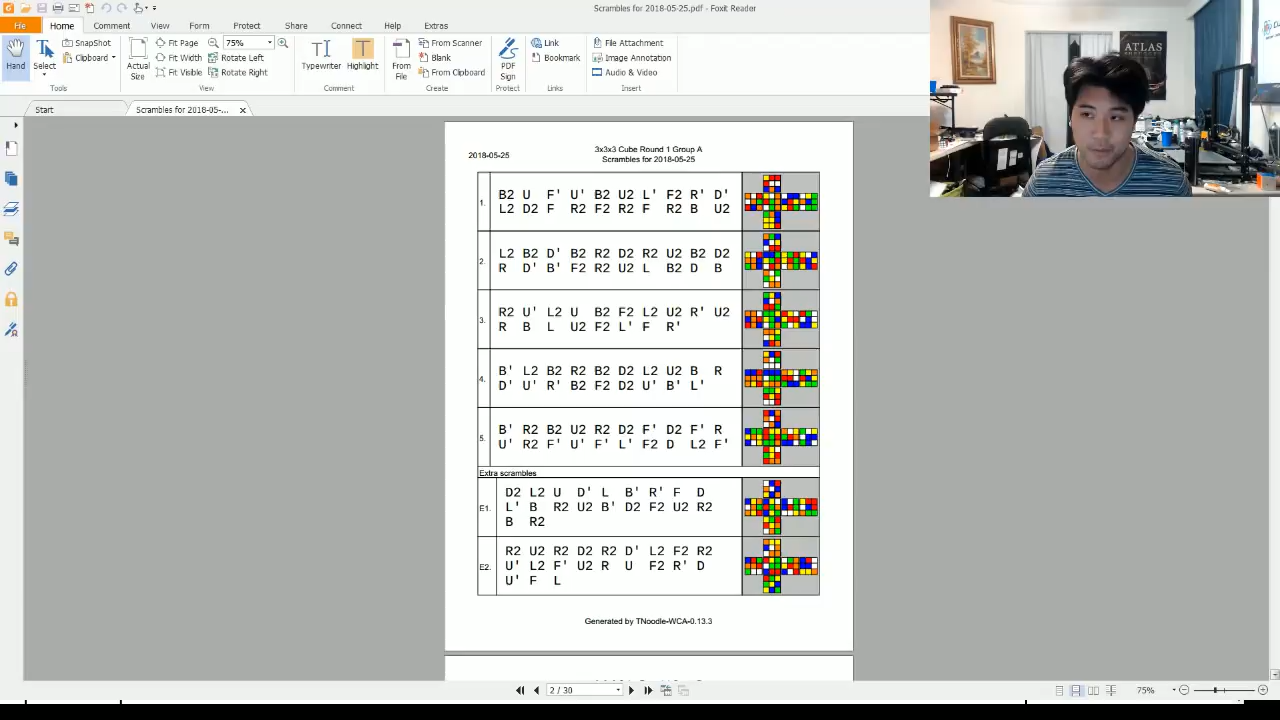 Scrambles for 2018-05-25.pdf - Foxit Reader
File Home Comment View Form Protect Share Connect Help Extras
Hand
Select
SnapShot
Clipboard
Actual Size
Fit Page
Fit Width
Fit Visible
75%
Rotate Left
Rotate Right
Typewriter
Highlight
From File
From Scanner
Blank
From Clipboard
PDF Sign
Link
Bookmark
File Attachment
Image Annotation
Audio & Video
Tools View Comment Create Protect Links Insert
Start Scrambles for 2018-05-...
ATLAS
2018-05-25
3x3x3 Cube Round 1 Group A
Scrambles for 2018-05-25
1.
B2 U F' U' B2 U2 L' F2 R' D'
L2 D2 F R2 F2 R2 F R2 B U2
2.
L2 B2 D' B2 R2 D2 R2 U2 B2 D2
R D' B' F2 R2 U2 L B2 D B
3.
R2 U' L2 U B2 F2 L2 U2 R' U2
R B L U2 F2 L' F R'
4.
B' L2 B2 R2 B2 D2 L2 U2 B R
D' U' R' B2 F2 D2 U' B' L'
5.
B' R2 B2 U2 R2 D2 F' D2 F' R
U' R2 F' U' F' L' F2 D L2 F'
Extra scrambles
E1.
D2 L2 U D' L B' R' F D
L' B R2 U2 B' D2 F2 U2 R2
B R2
E2.
R2 U2 R2 D2 R2 D' L2 F2 R2
U' L2 F' U2 R U F2 R' D
U' F L
Generated by TNoodle-WCA-0.13.3
2 / 30
75%